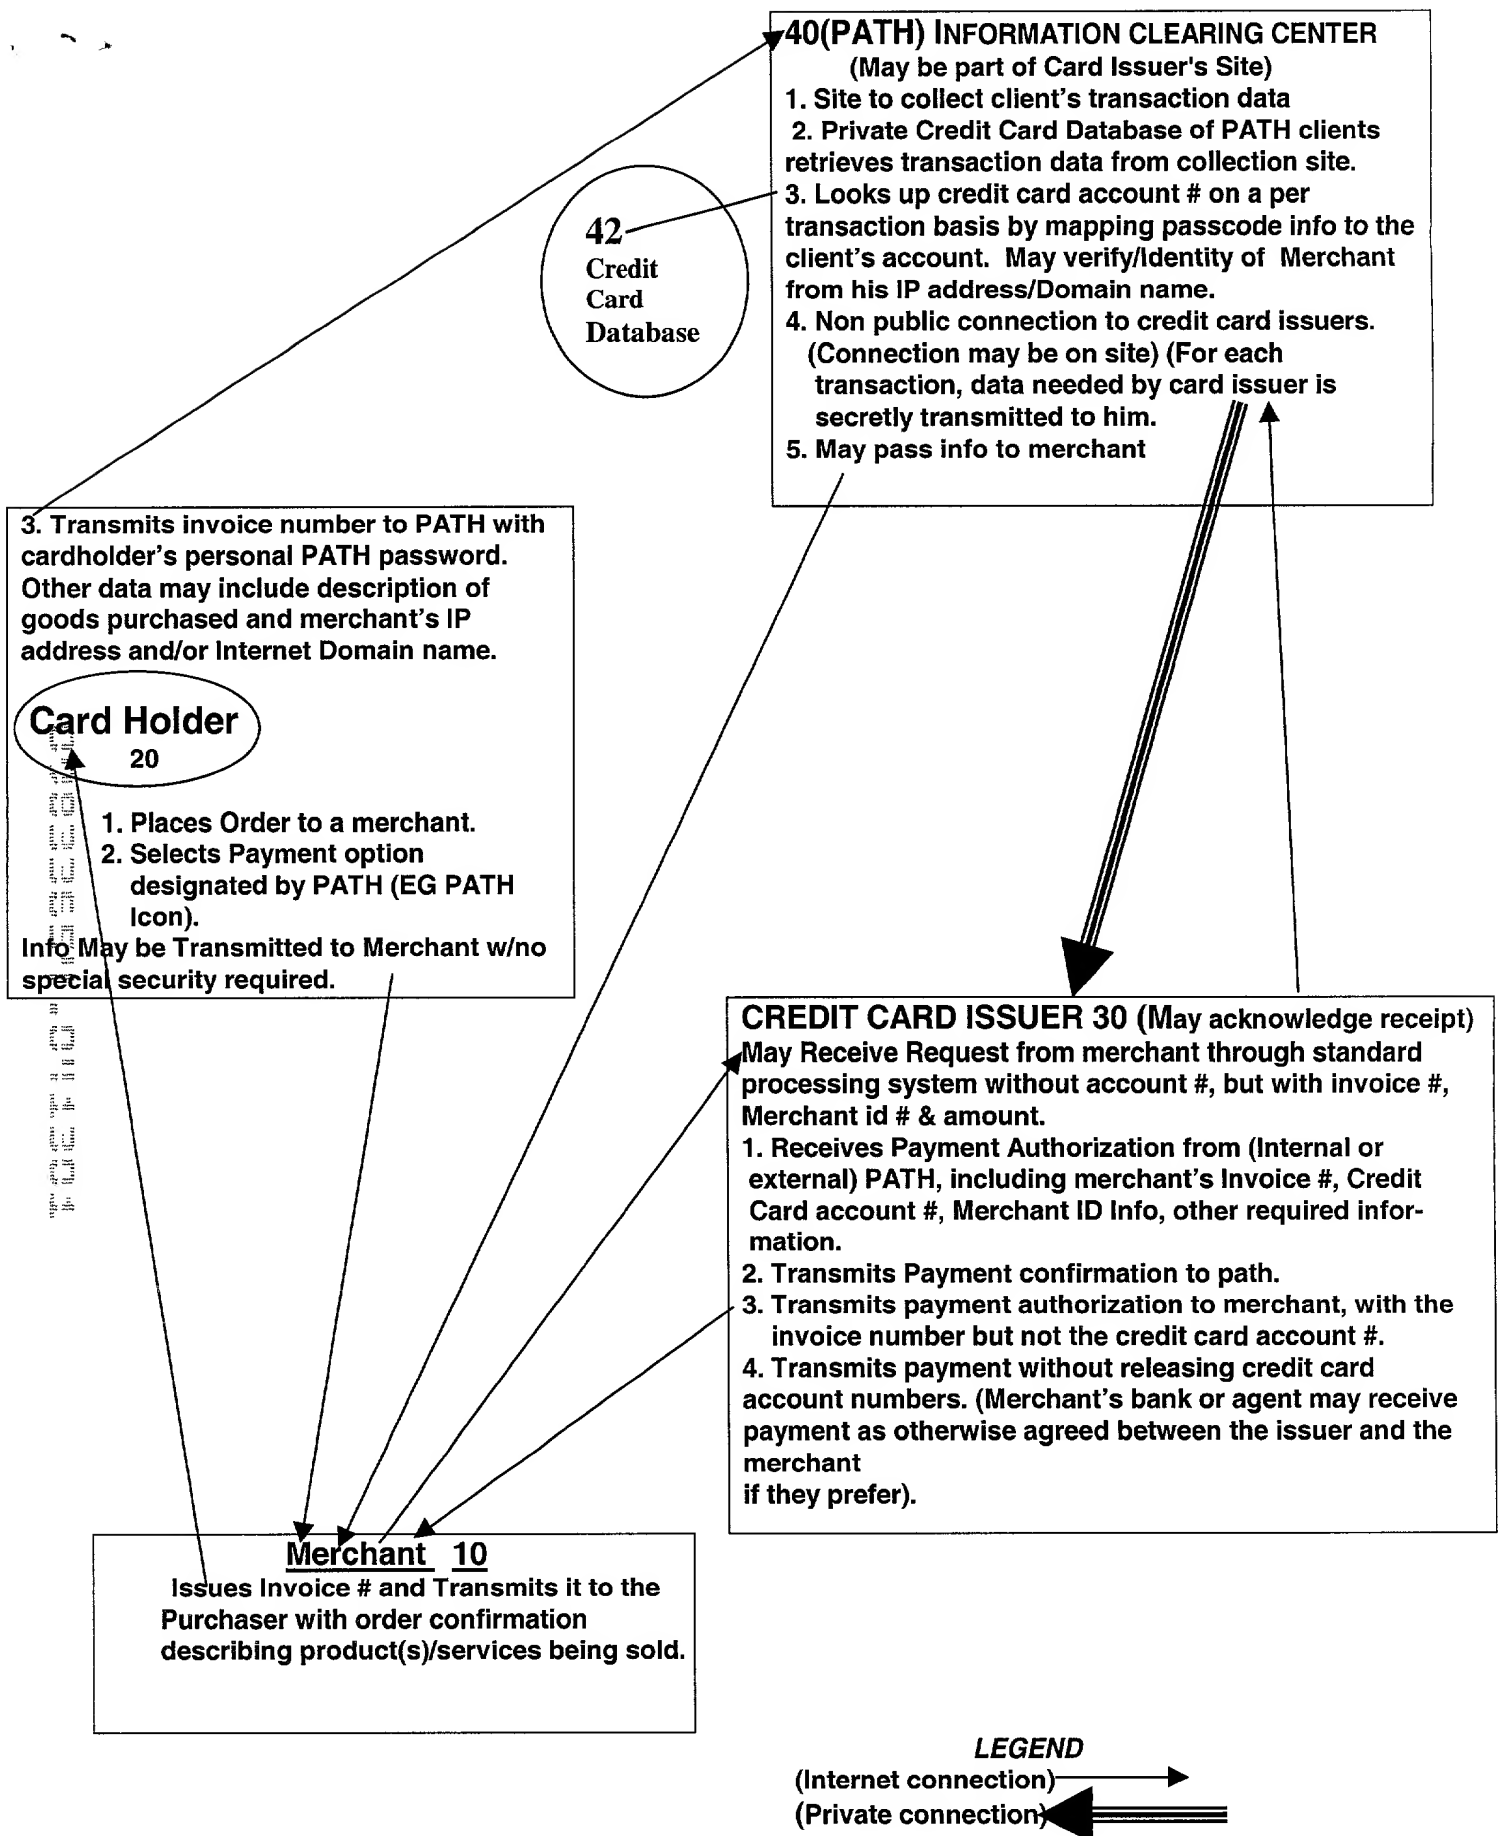 40(PATH) INFORMATION CLEARING CENTER
(May be part of Card Issuer's Site)
1. Site to collect client's transaction data
2. Private Credit Card Database of PATH clients
retrieves transaction data from collection site.
3. Looks up credit card account # on a per
transaction basis by mapping passcode info to the
client's account. May verify/Identity of Merchant
from his IP address/Domain name.
4. Non public connection to credit card issuers.
(Connection may be on site) (For each
transaction, data needed by card issuer is
secretly transmitted to him.
5. May pass info to merchant
42
Credit
Card
Database
3. Transmits invoice number to PATH with
cardholder's personal PATH password.
Other data may include description of
goods purchased and merchant's IP
address and/or Internet Domain name.
Card Holder
20
1. Places Order to a merchant.
2. Selects Payment option
designated by PATH (EG PATH
Icon).
Info May be Transmitted to Merchant w/no
special security required.
CREDIT CARD ISSUER 30 (May acknowledge receipt)
May Receive Request from merchant through standard
processing system without account #, but with invoice #,
Merchant id # & amount.
1. Receives Payment Authorization from (Internal or
external) PATH, including merchant's Invoice #, Credit
Card account #, Merchant ID Info, other required infor-
mation.
2. Transmits Payment confirmation to path.
3. Transmits payment authorization to merchant, with the
invoice number but not the credit card account #.
4. Transmits payment without releasing credit card
account numbers. (Merchant's bank or agent may receive
payment as otherwise agreed between the issuer and the
merchant
if they prefer).
Merchant 10
Issues Invoice # and Transmits it to the
Purchaser with order confirmation
describing product(s)/services being sold.
LEGEND
(Internet connection)
(Private connection)